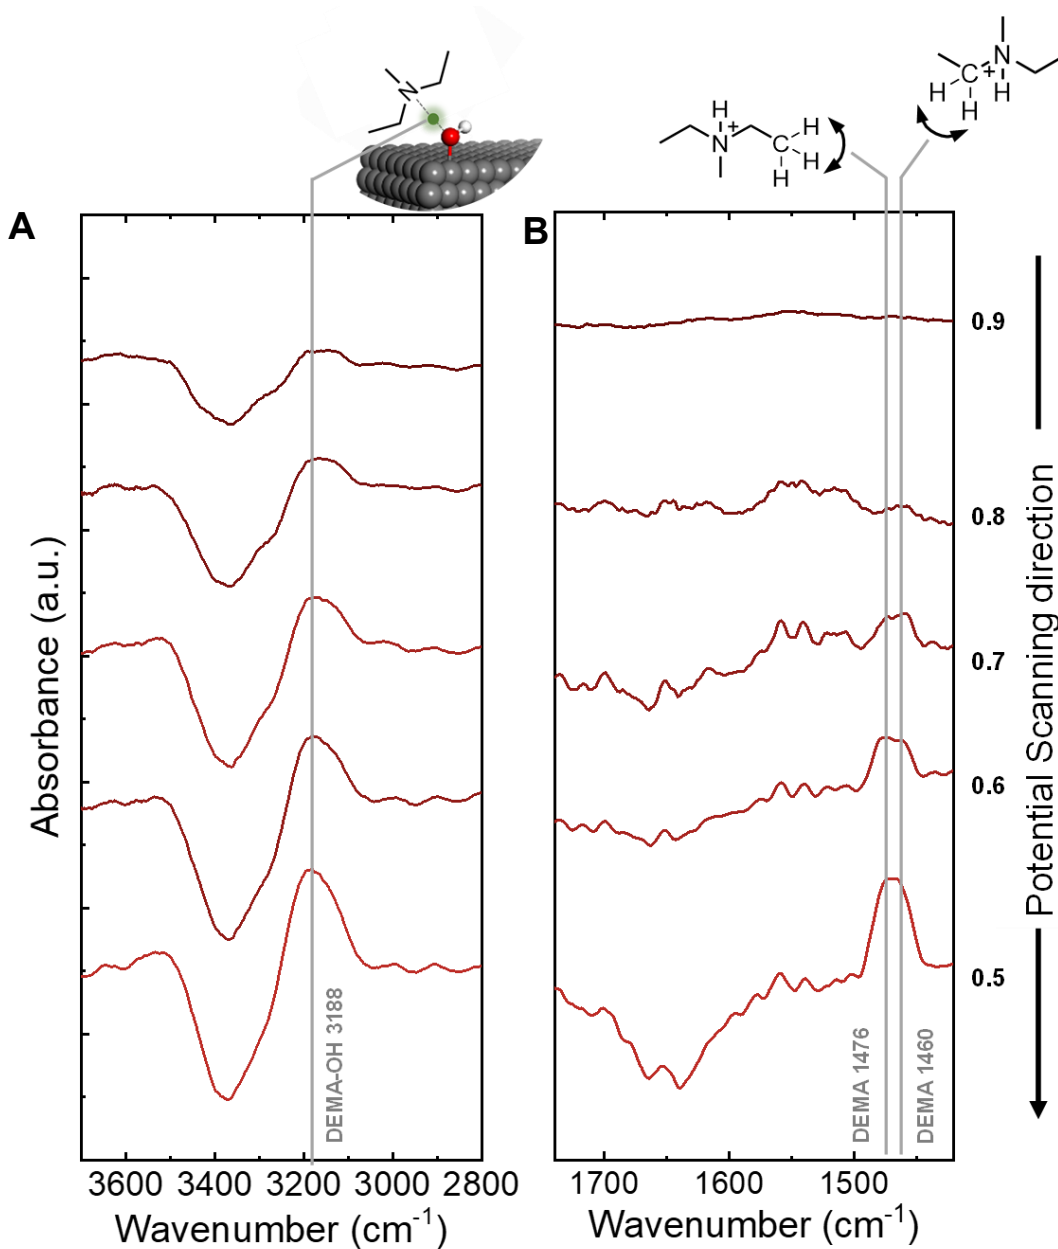 N
H
N
+
C
H
H
H
N
+
C
H
H
H
A
B
0.9
0.8
0.7
0.6
0.5
Absorbance (a.u.)
Potential Scanning direction
DEMA-OH 3188
DEMA 1476
DEMA 1460
3600 3400 3200 3000 2800
1700 1600 1500
Wavenumber (cm⁻¹)
Wavenumber (cm⁻¹)